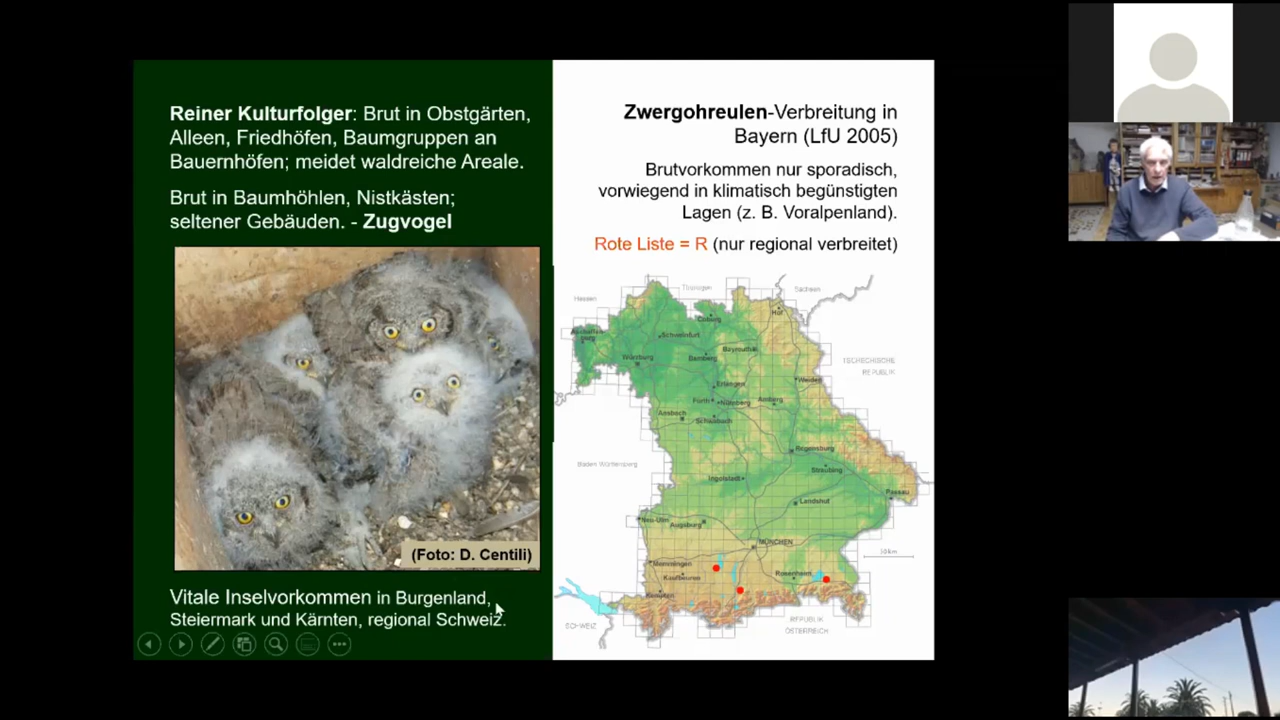 Reiner Kulturfolger: Brut in Obstgärten,
Alleen, Friedhöfen, Baumgruppen an
Bauernhöfen; meidet waldreiche Areale.
Brut in Baumhöhlen, Nistkästen;
seltener Gebäuden. - Zugvogel
(Foto: D. Centili)
Vitale Inselvorkommen in Burgenland,
Steiermark und Kärnten, regional Schweiz.
Zwergohreulen-Verbreitung in
Bayern (LfU 2005)
Brutvorkommen nur sporadisch,
vorwiegend in klimatisch begünstigten
Lagen (z. B. Voralpenland).
Rote Liste = R (nur regional verbreitet)
Thüringen
Sachsen
Hessen
Hof
Coburg
Aschaffen-
burg
Schweinfurt
Würzburg
Bamberg
Bayreuth
TSCHECHISCHE
REPUBLIK
Weiden
Erlangen
Fürth
Nürnberg
Amberg
Ansbach
Schwabach
Regensburg
Baden Württemberg
Straubing
Ingolstadt
Passau
Landshut
Neu-Ulm
Augsburg
MÜNCHEN
Memmingen
Kaufbeuren
Rosenheim
Kempten
SCHWEIZ
REPUBLIK
ÖSTERREICH